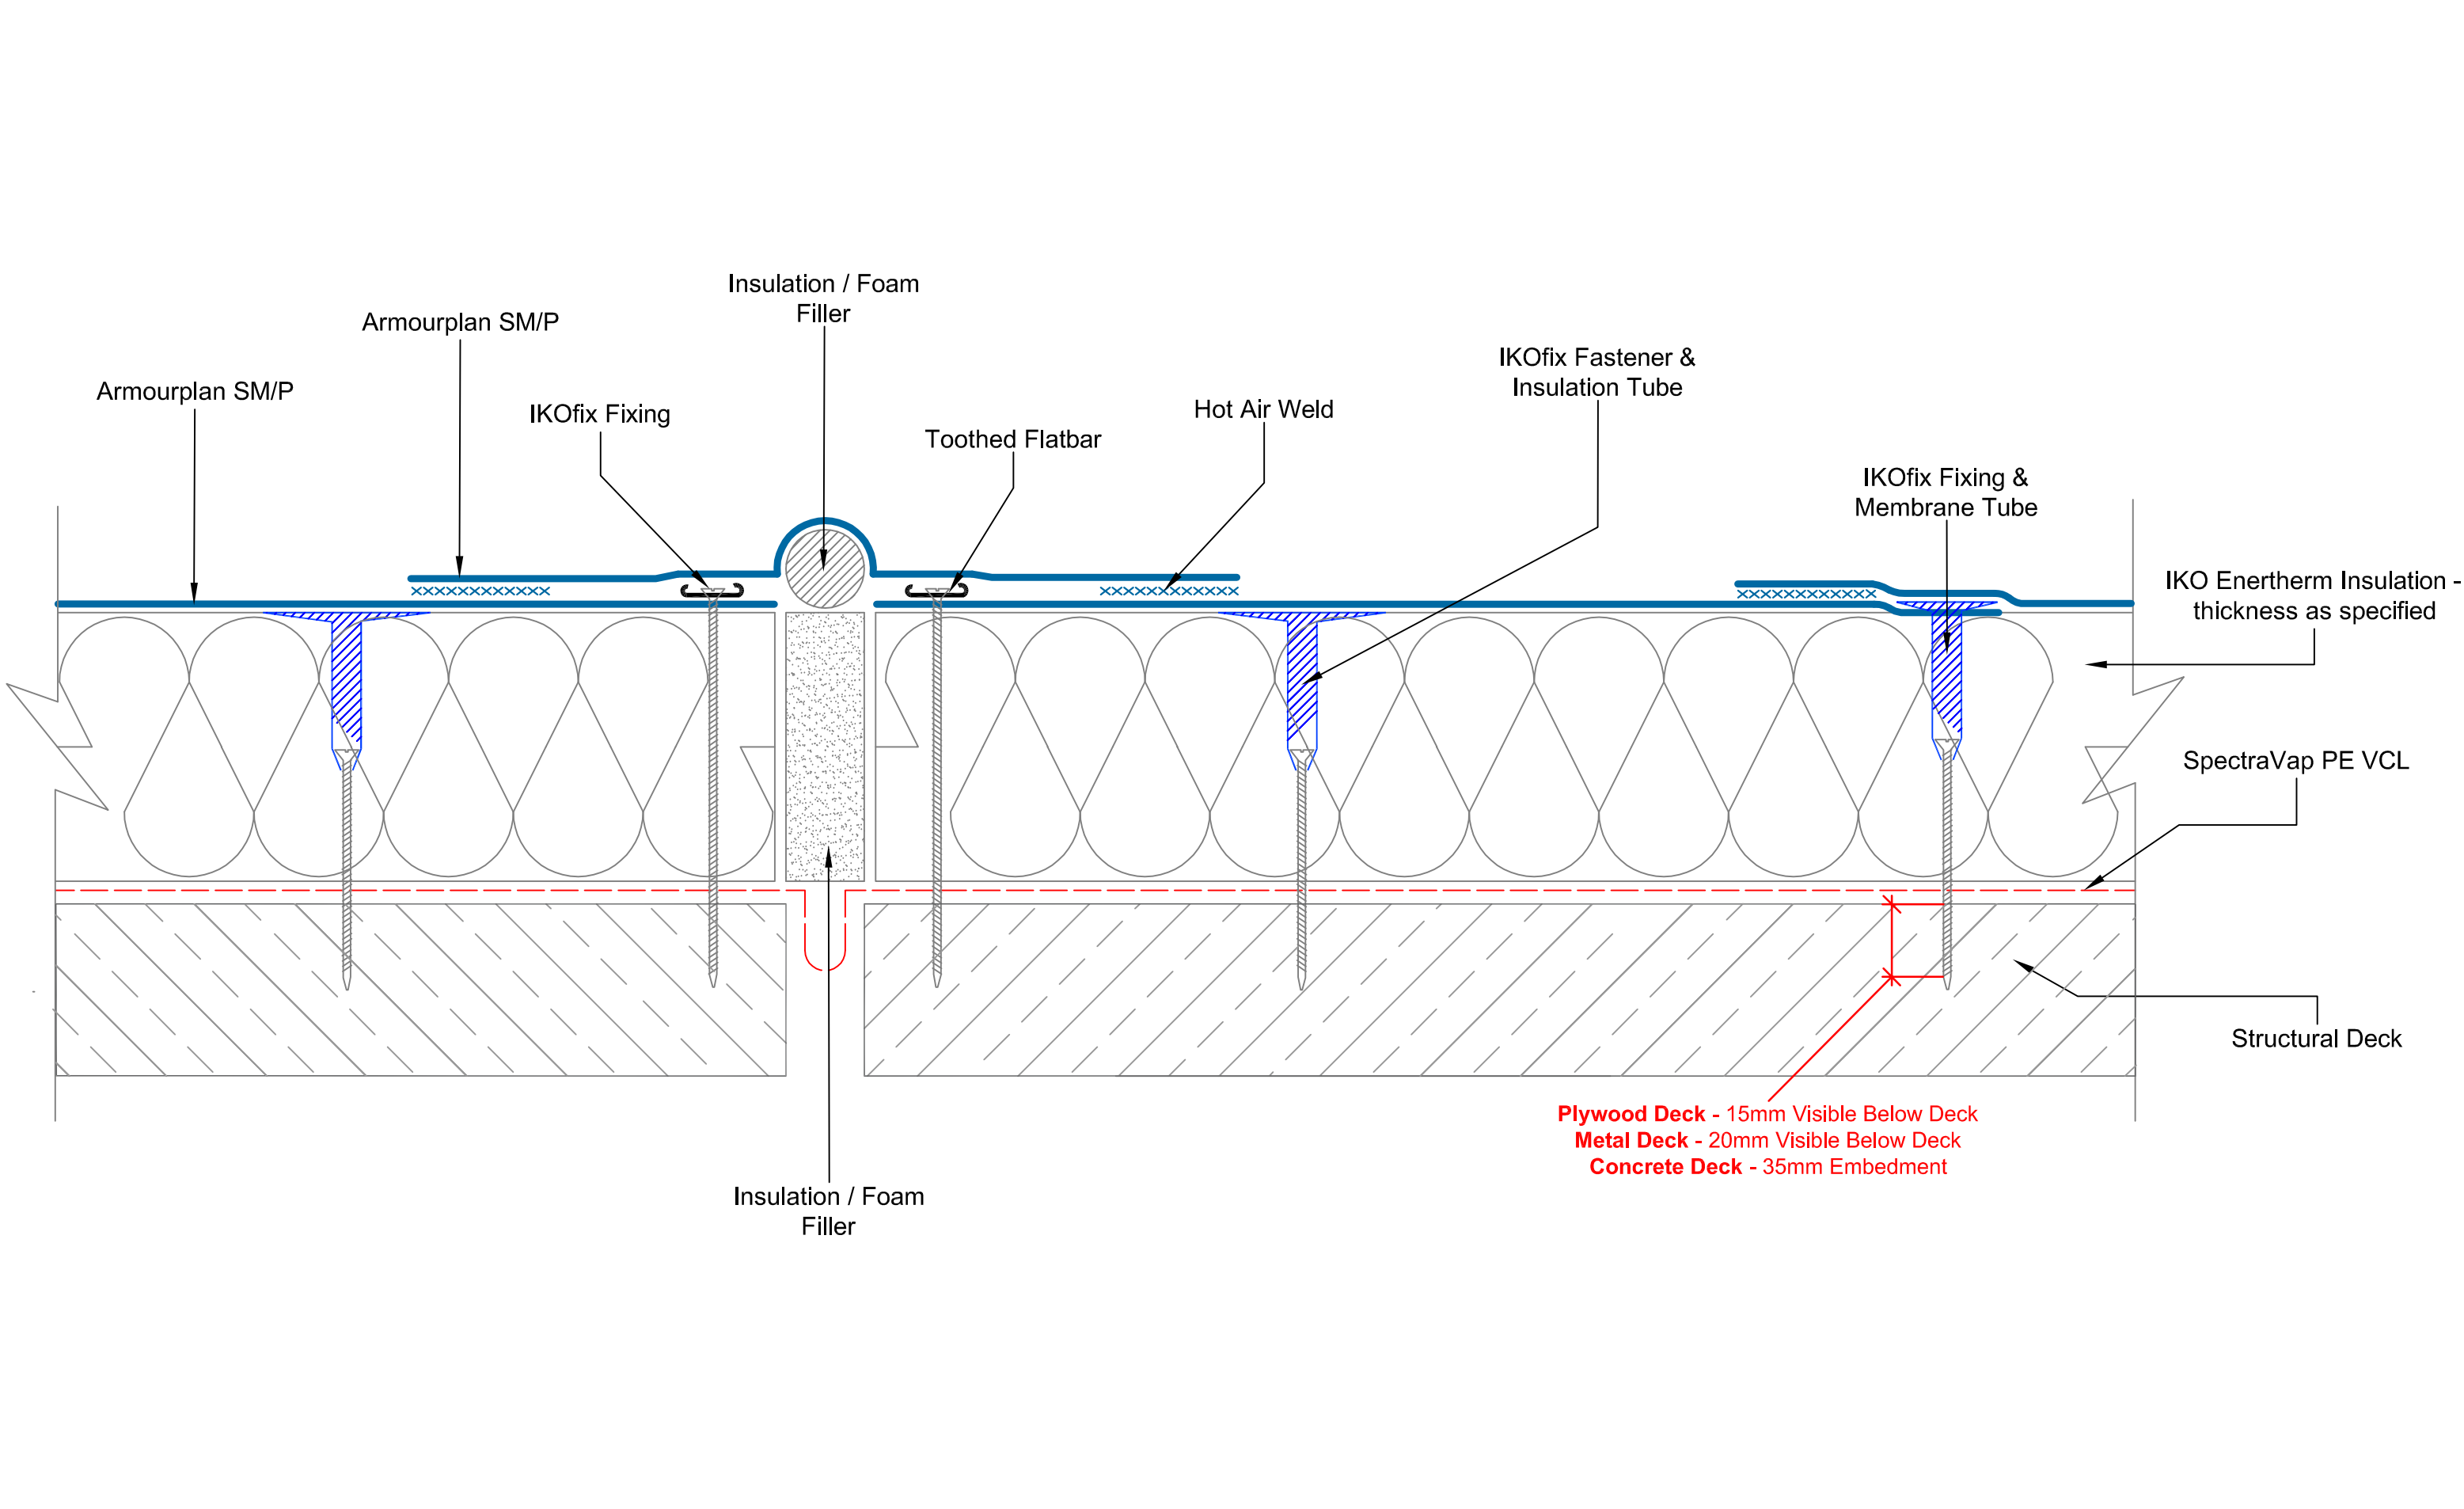 Insulation / Foam
Filler
Armourplan SM/P
Armourplan SM/P
IKOfix Fixing
Toothed Flatbar
Hot Air Weld
IKOfix Fastener &
Insulation Tube
IKOfix Fixing &
Membrane Tube
IKO Enertherm Insulation -
thickness as specified
SpectraVap PE VCL
Structural Deck
Plywood Deck - 15mm Visible Below Deck
Metal Deck - 20mm Visible Below Deck
Concrete Deck - 35mm Embedment
Insulation / Foam
Filler